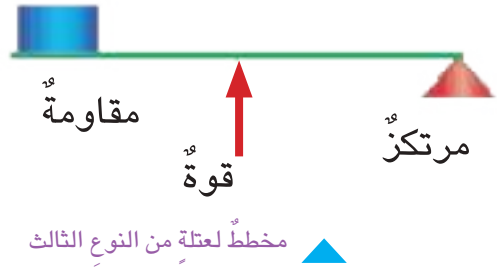 مقاومةٌ
مرتكزٌ
قوةٌ
مخططٌ لعتلةٍ من النوعِ الثالث